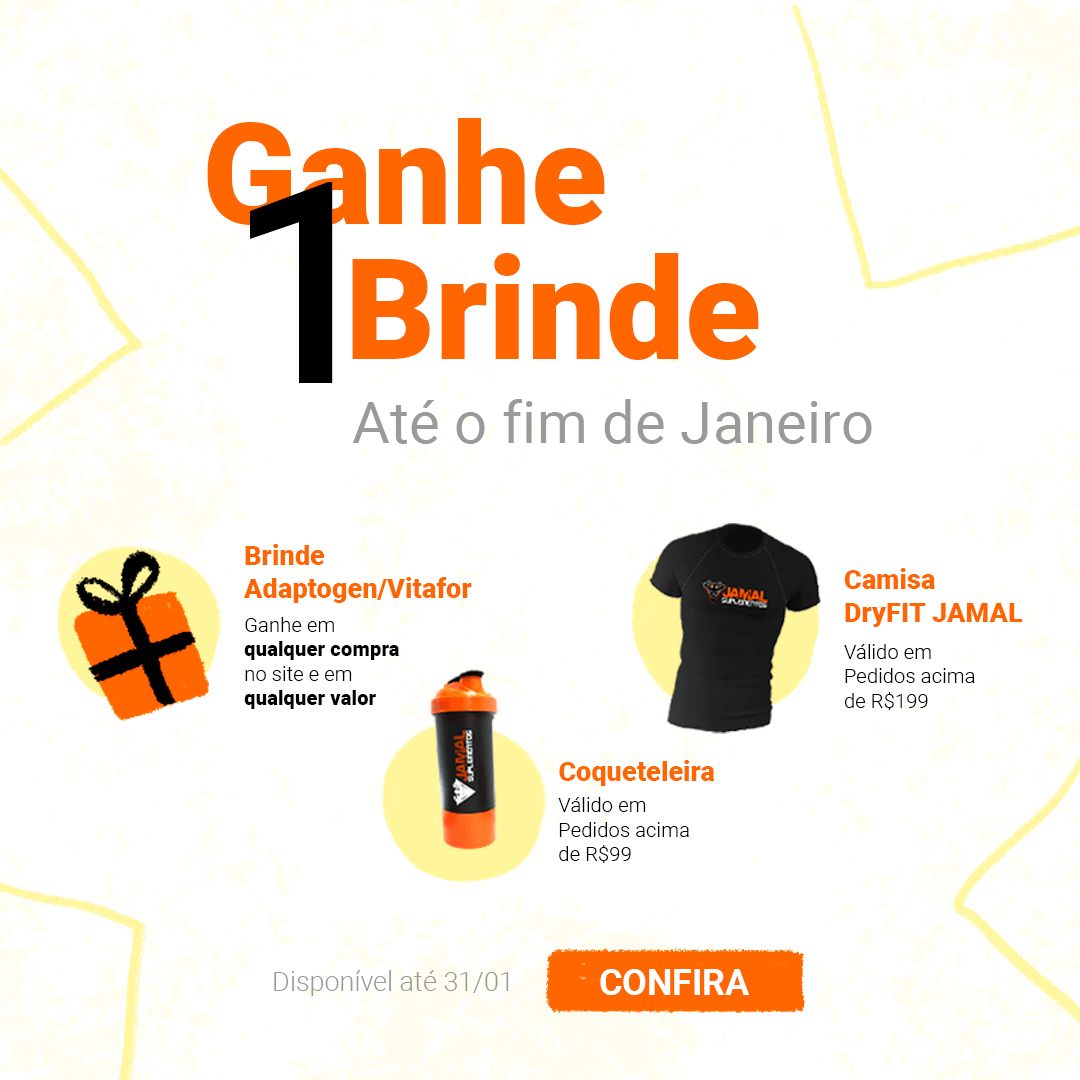 Ganhe
1 Brinde
Até o fim de Janeiro
Brinde
Adaptogen/Vitafor
Ganhe em
qualquer compra
no site e em
qualquer valor
JAMAL
SUPLEMENTOS
Camisa
DryFIT JAMAL
Válido em
Pedidos acima
de R$199
JAMAL
SUPLEMENTOS
Coqueteleira
Válido em
Pedidos acima
de R$99
Disponível até 31/01
CONFIRA